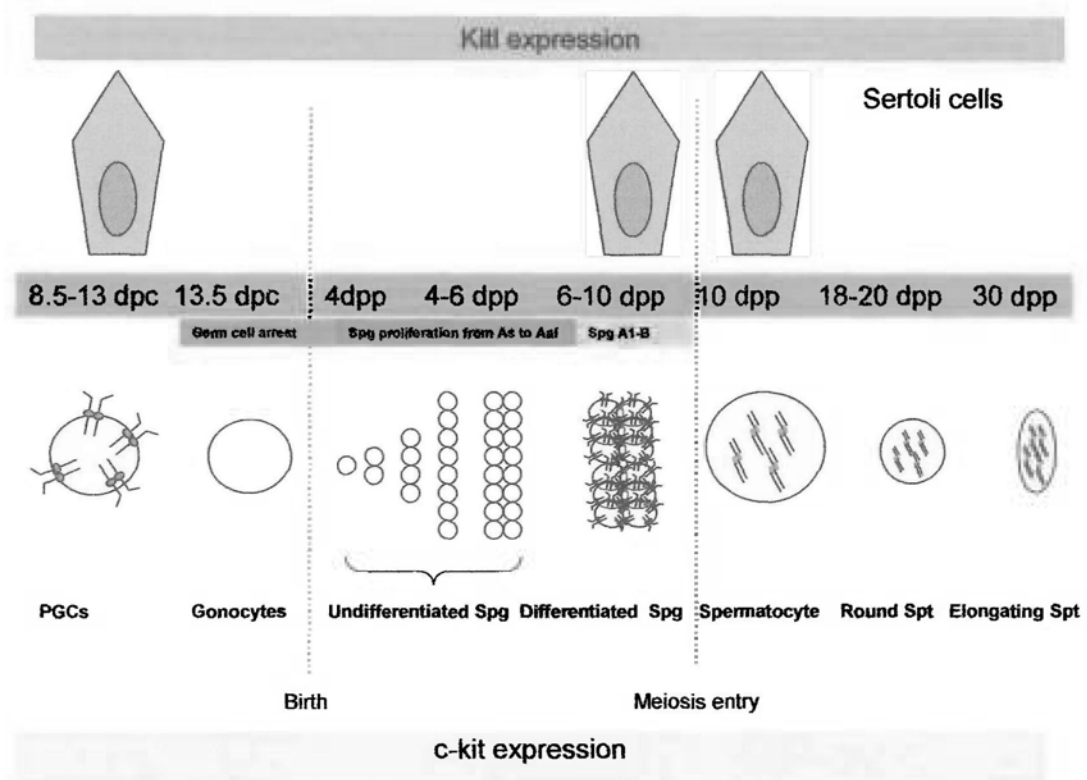 Kitl expression
Sertoli cells
8.5-13 dpc 13.5 dpc 4dpp 4-6 dpp 6-10 dpp 10 dpp 18-20 dpp 30 dpp
Germ cell arrest Spg proliferation from As to Aal Spg A1-B
PGCs Gonocytes Undifferentiated Spg Differentiated Spg Spermatocyte Round Spt Elongating Spt
Birth Meiosis entry
c-kit expression